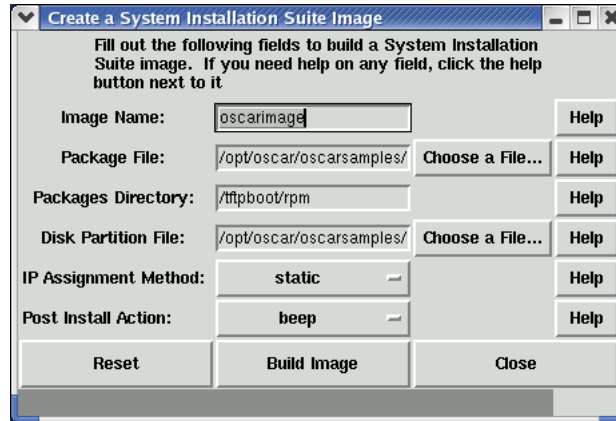 Create a System Installation Suite Image
Fill out the following fields to build a System Installation
Suite image. If you need help on any field, click the help
button next to it
Image Name: oscarimage Help
Package File: /opt/oscar/oscarsamples/ Choose a File... Help
Packages Directory: /tftpboot/rpm Help
Disk Partition File: /opt/oscar/oscarsamples/ Choose a File... Help
IP Assignment Method: static Help
Post Install Action: beep Help
Reset Build Image Close